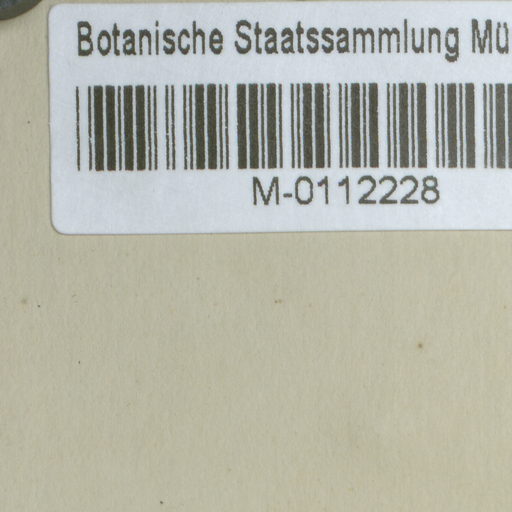 Botanische Staatssammlung Mü
M-0112228